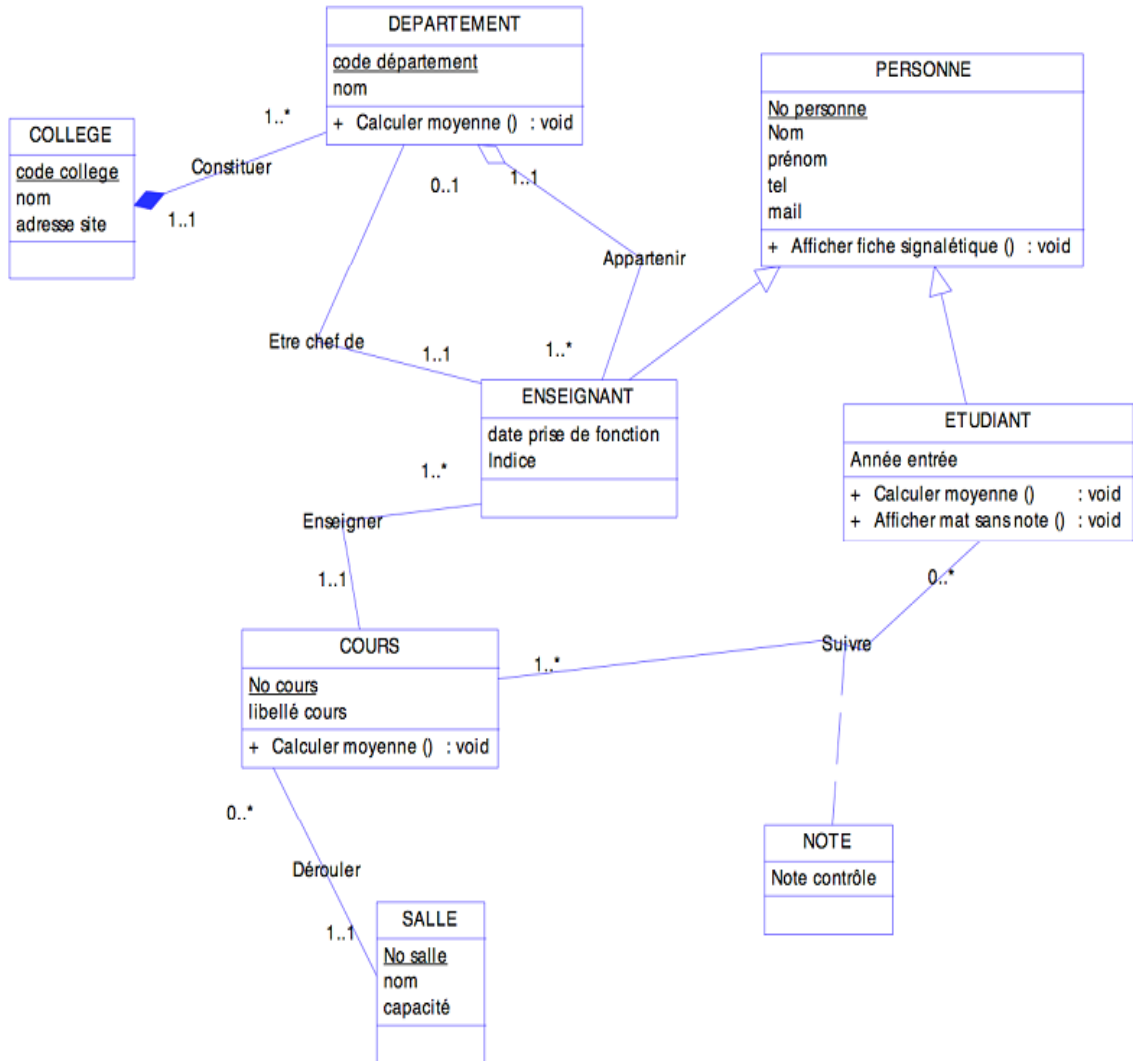 DEPARTEMENT
code département
nom
+ Calculer moyenne () : void
PERSONNE
No personne
Nom
prénom
tel
mail
+ Afficher fiche signalétique () : void
COLLEGE
code college
nom
adresse site
1..*
Constituer
1..1
0..1
1..1
Appartenir
Etre chef de
1..1
1..*
ENSEIGNANT
date prise de fonction
Indice
ETUDIANT
Année entrée
+ Calculer moyenne () : void
+ Afficher mat sans note () : void
1..*
Enseigner
1..1
0..*
Suivre
1..*
COURS
No cours
libellé cours
+ Calculer moyenne () : void
0..*
Dérouler
1..1
NOTE
Note contrôle
SALLE
No salle
nom
capacité